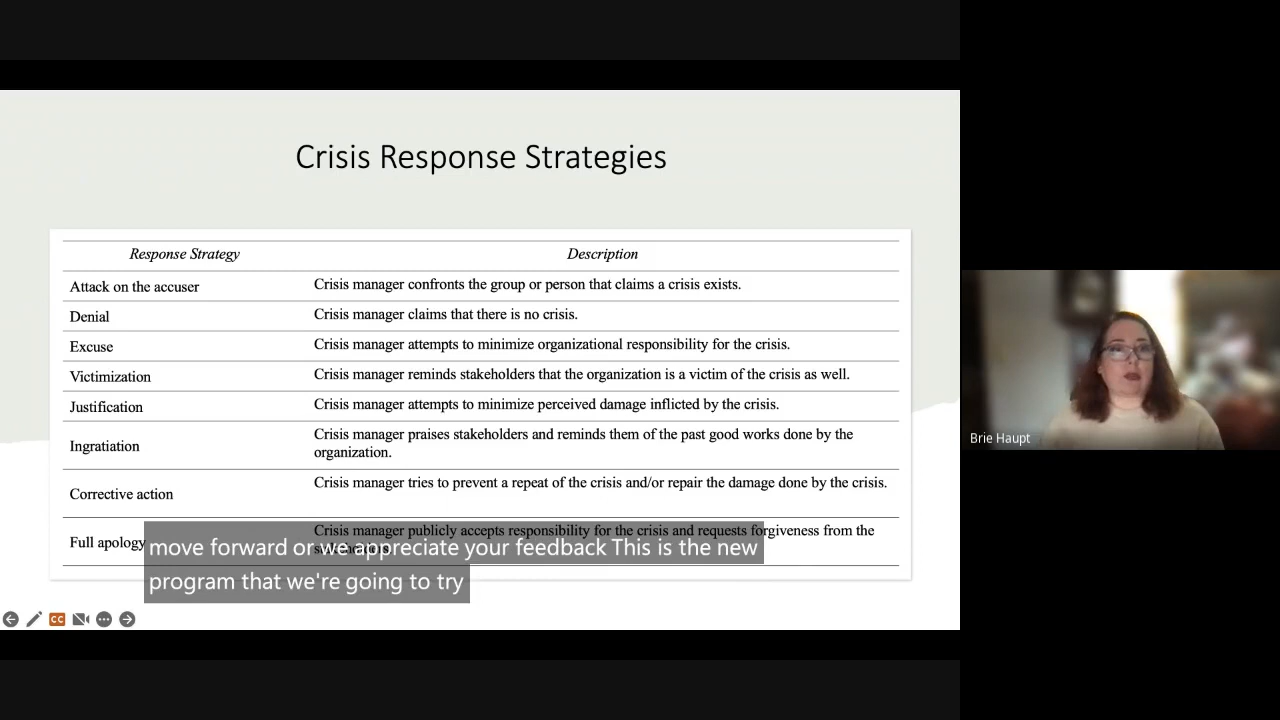 Crisis Response Strategies
Response Strategy Description
Attack on the accuser Crisis manager confronts the group or person that claims a crisis exists.
Denial Crisis manager claims that there is no crisis.
Excuse Crisis manager attempts to minimize organizational responsibility for the crisis.
Victimization Crisis manager reminds stakeholders that the organization is a victim of the crisis as well.
Justification Crisis manager attempts to minimize perceived damage inflicted by the crisis.
Ingratiation Crisis manager praises stakeholders and reminds them of the past good works done by the
organization.
Corrective action Crisis manager tries to prevent a repeat of the crisis and/or repair the damage done by the crisis.
Full apology Crisis manager publicly accepts responsibility for the crisis and requests forgiveness from the
move forward or we appreciate your feedback This is the new
program that we're going to try
CC
Brie Haupt